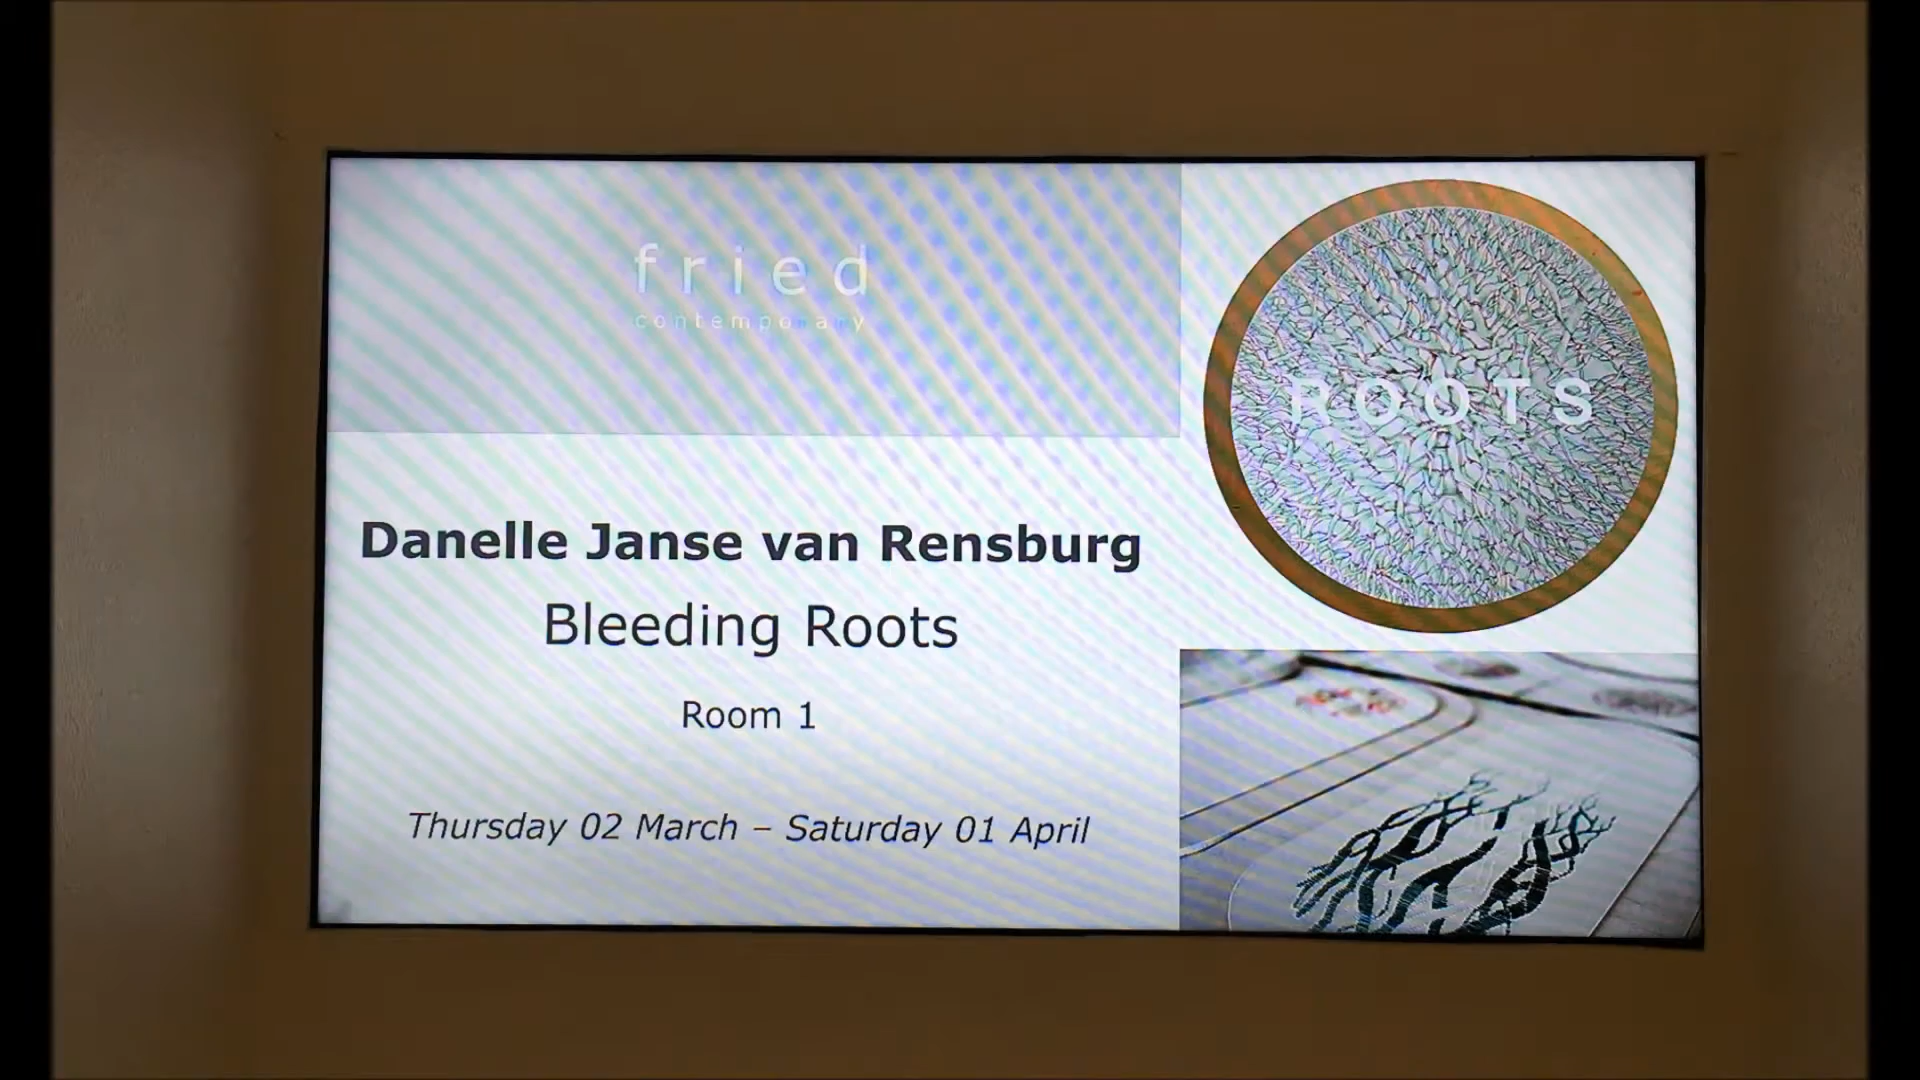 fried
contemporary
ROOTS
Danelle Janse van Rensburg
Bleeding Roots
Room 1
Thursday 02 March – Saturday 01 April